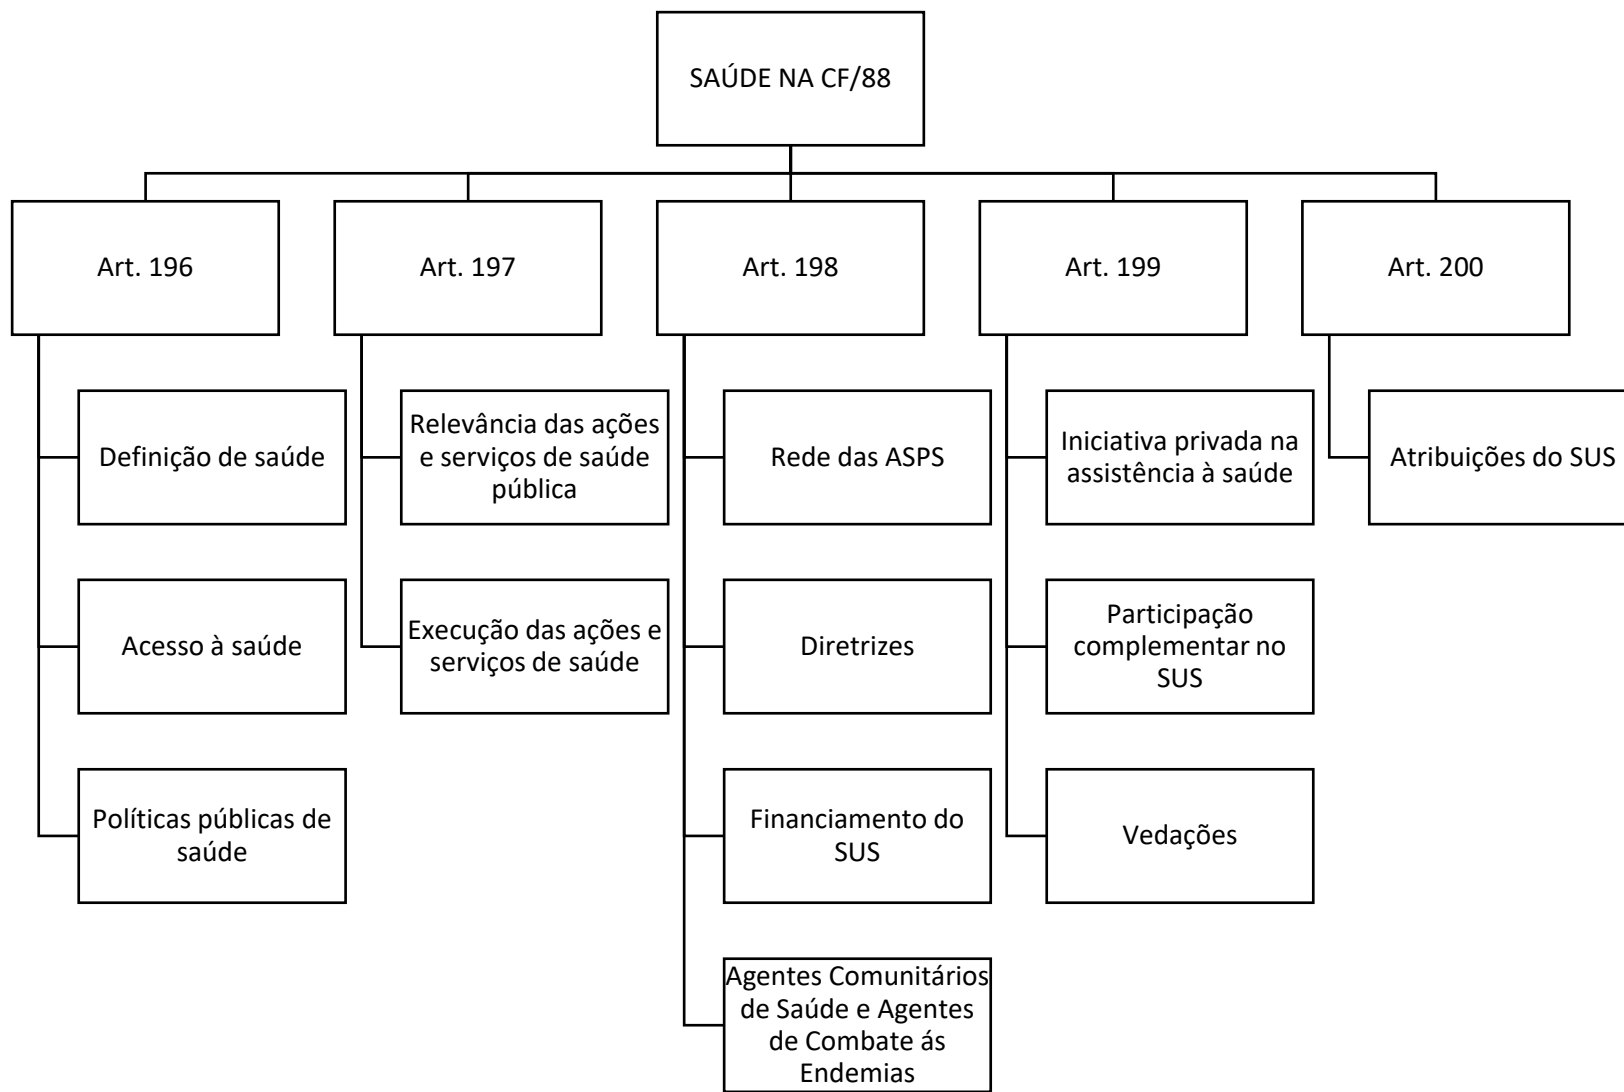 SAÚDE NA CF/88
Art. 196
Definição de saúde
Acesso à saúde
Políticas públicas de
saúde
Art. 197
Relevância das ações
e serviços de saúde
pública
Execução das ações e
serviços de saúde
Art. 198
Rede das ASPS
Diretrizes
Financiamento do
SUS
Agentes Comunitários
de Saúde e Agentes
de Combate ás
Endemias
Art. 199
Iniciativa privada na
assistência à saúde
Participação
complementar no
SUS
Vedações
Art. 200
Atribuições do SUS